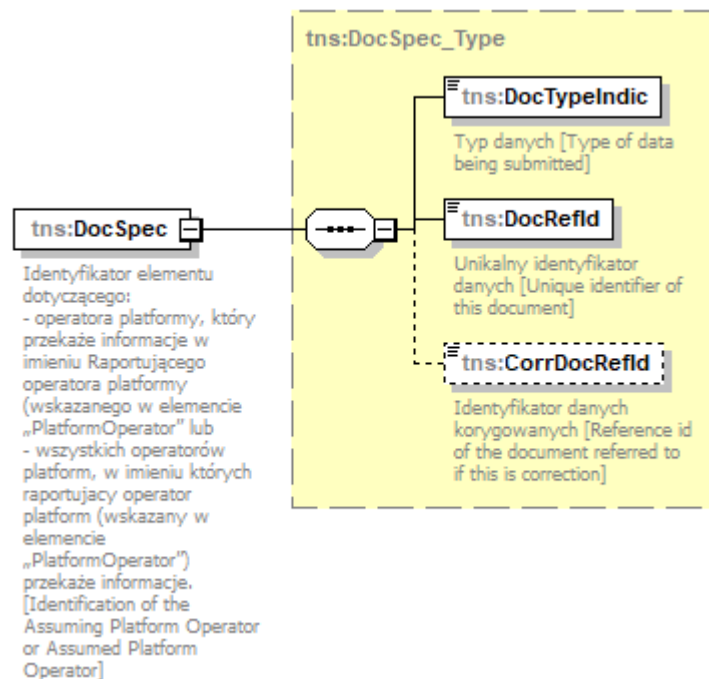 tns:DocSpec_Type
tns:DocTypeIndic
Typ danych [Type of data
being submitted]
tns:DocSpec
tns:DocRefId
Identyfikator elementu
dotyczącego:
- operatora platformy, który
przekaże informacje w
imieniu Raportującego
operatora platformy
(wskazanego w elemencie
„PlatformOperator” lub
- wszystkich operatorów
platform, w imieniu których
raportujacy operator
platform (wskazany w
elemencie
„PlatformOperator”)
przekaże informacje.
[Identification of the
Assuming Platform Operator
or Assumed Platform
Operator]
Unikalny identyfikator
danych [Unique identifier of
this document]
tns:CorrDocRefId
Identyfikator danych
korygowanych [Reference id
of the document referred to
if this is correction]